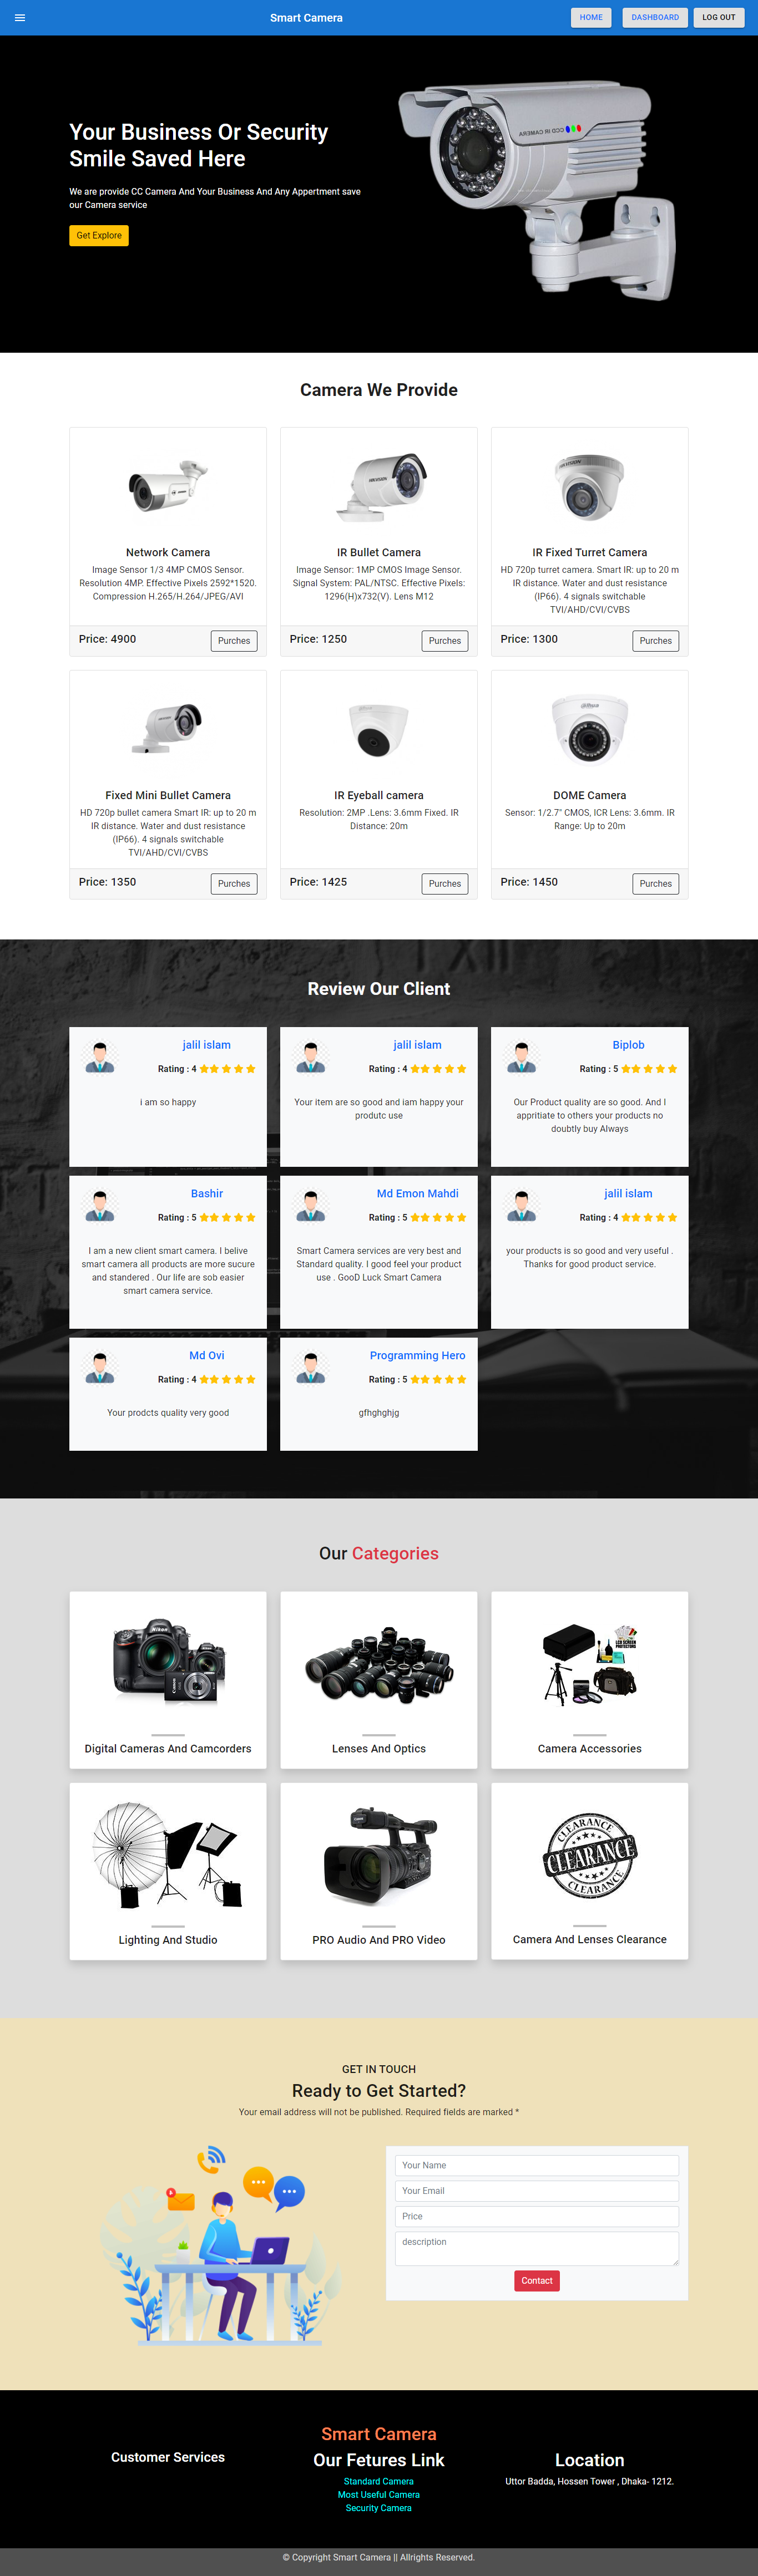 Smart Camera
HOME
DASHBOARD
LOG OUT
Your Business Or Security
Smile Saved Here
We are provide CC Camera And Your Business And Any Appertment save
our Camera service
Get Explore
CCD IR CAMERA
Camera We Provide
Network Camera
Image Sensor 1/3 4MP CMOS Sensor.
Resolution 4MP. Effective Pixels 2592*1520.
Compression H.265/H.264/JPEG/AVI
Price: 4900
Purches
HIKVISION
IR Bullet Camera
Image Sensor: 1MP CMOS Image Sensor.
Signal System: PAL/NTSC. Effective Pixels:
1296(H)x732(V). Lens M12
Price: 1250
Purches
HIKVISION
IR Fixed Turret Camera
HD 720p turret camera. Smart IR: up to 20 m
IR distance. Water and dust resistance
(IP66). 4 signals switchable
TVI/AHD/CVI/CVBS
Price: 1300
Purches
Fixed Mini Bullet Camera
HD 720p bullet camera Smart IR: up to 20 m
IR distance. Water and dust resistance
(IP66). 4 signals switchable
TVI/AHD/CVI/CVBS
Price: 1350
Purches
IR Eyeball camera
Resolution: 2MP .Lens: 3.6mm Fixed. IR
Distance: 20m
Price: 1425
Purches
alhua
DOME Camera
Sensor: 1/2.7" CMOS, ICR Lens: 3.6mm. IR
Range: Up to 20m
Price: 1450
Purches
Review Our Client
jalil islam
Rating : 4
i am so happy
jalil islam
Rating : 4
Your item are so good and iam happy your
produtc use
Biplob
Rating : 5
Our Product quality are so good. And I
appritiate to others your products no
doubtly buy Always
Bashir
Rating : 5
I am a new client smart camera. I belive
smart camera all products are more sucure
and standered . Our life are sob easier
smart camera service.
Md Emon Mahdi
Rating : 5
Smart Camera services are very best and
Standard quality. I good feel your product
use . GooD Luck Smart Camera
jalil islam
Rating : 4
your products is so good and very useful .
Thanks for good product service.
Md Ovi
Rating : 4
Your prodcts quality very good
Programming Hero
Rating : 5
gfhghghjg
Our Categories
Nikon
Canon
Digital Cameras And Camcorders
Lenses And Optics
LCD SCREEN
PROTECTORS
Camera Accessories
Lighting And Studio
PRO Audio And PRO Video
CLEARANCE
CLEARANCE
CLEARANCE
Camera And Lenses Clearance
GET IN TOUCH
Ready to Get Started?
Your email address will not be published. Required fields are marked *
Your Name
Your Email
Price
description
Contact
Customer Services
Smart Camera
Our Fetures Link
Standard Camera
Most Useful Camera
Security Camera
Location
Uttor Badda, Hossen Tower , Dhaka- 1212.
© Copyright Smart Camera || Allrights Reserved.